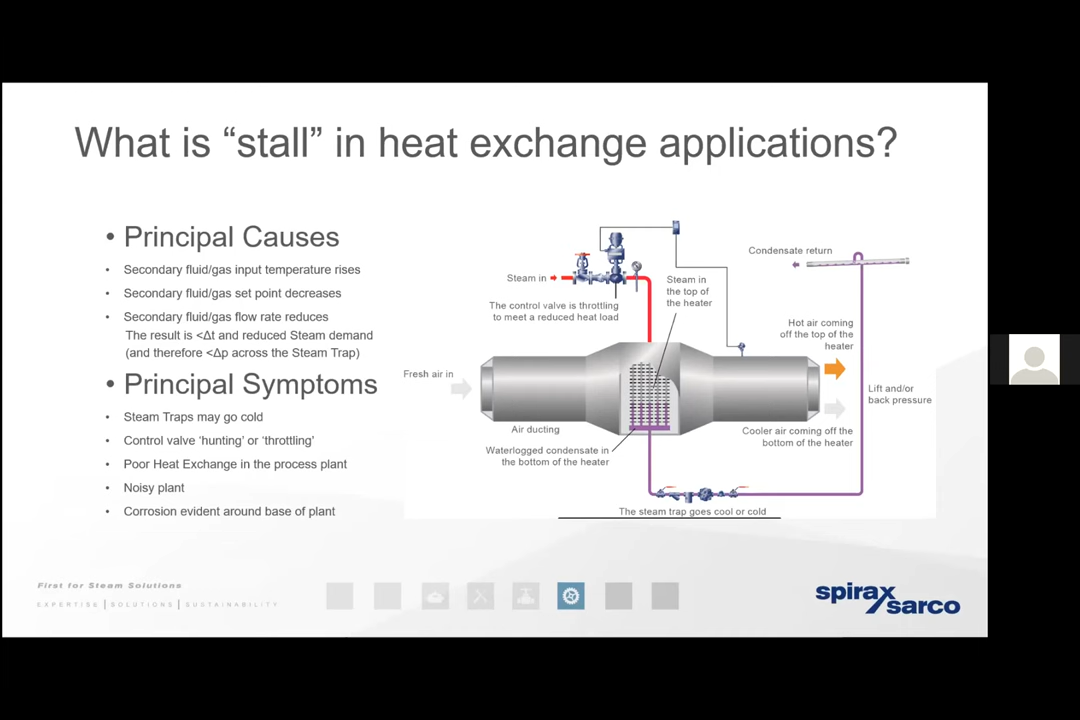 What is “stall” in heat exchange applications?
• Principal Causes
• Secondary fluid/gas input temperature rises
• Secondary fluid/gas set point decreases
• Secondary fluid/gas flow rate reduces
The result is <Δt and reduced Steam demand
(and therefore <Δp across the Steam Trap)
• Principal Symptoms
• Steam Traps may go cold
• Control valve ‘hunting’ or ‘throttling’
• Poor Heat Exchange in the process plant
• Noisy plant
• Corrosion evident around base of plant
Steam in
The control valve is throttling
to meet a reduced heat load
Steam in
the top of
the heater
Condensate return
Hot air coming
off the top of the
heater
Fresh air in
Lift and/or
back pressure
Air ducting
Cooler air coming off the
bottom of the heater
Waterlogged condensate in
the bottom of the heater
The steam trap goes cool or cold
First for Steam Solutions
EXPERTISE | SOLUTIONS | SUSTAINABILITY
spirax
sarco